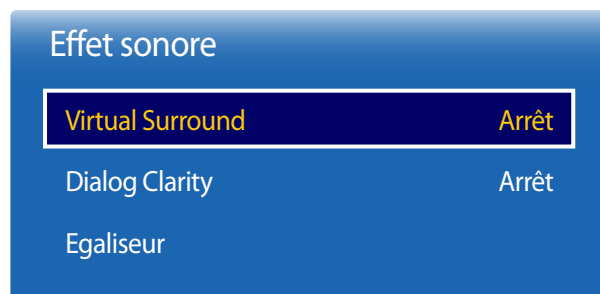 Effet sonore
Virtual Surround Arrêt
Dialog Clarity Arrêt
Egaliseur